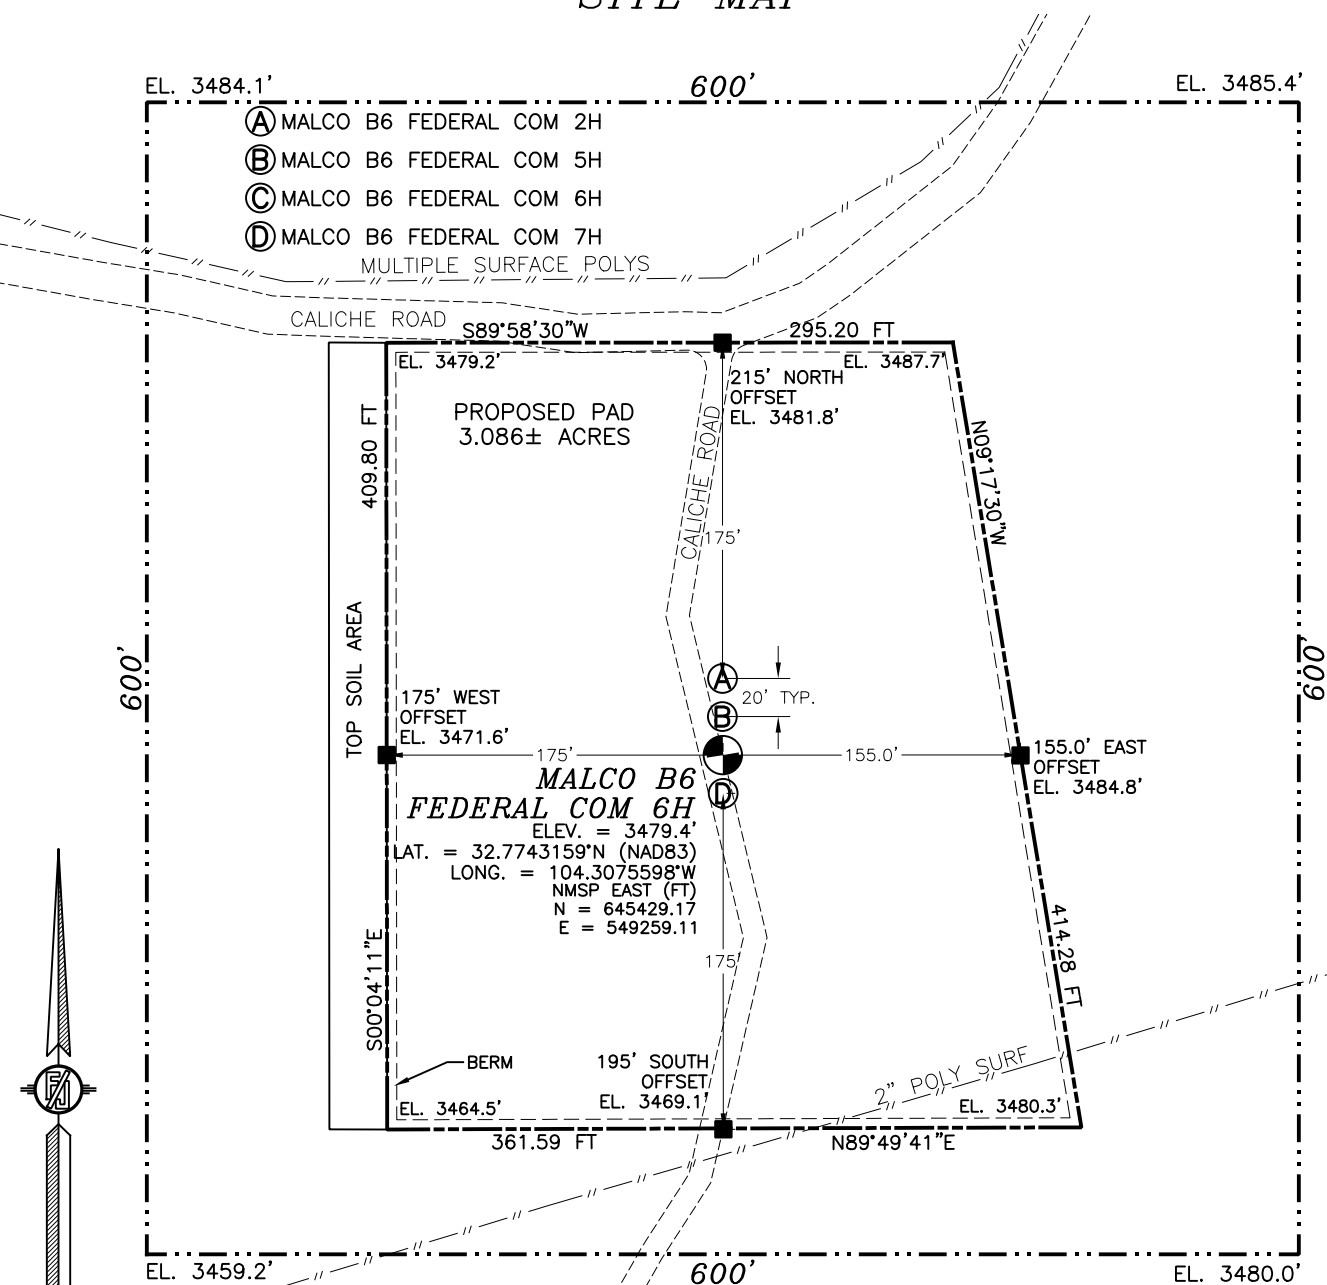 SITE MAP
EL. 3484.1'
600'
EL. 3485.4'
A MALCO B6 FEDERAL COM 2H
B MALCO B6 FEDERAL COM 5H
C MALCO B6 FEDERAL COM 6H
D MALCO B6 FEDERAL COM 7H
MULTIPLE SURFACE POLYS
CALICHE ROAD
S89°58'30"W
295.20 FT
EL. 3479.2'
EL. 3487.7'
215' NORTH
OFFSET
EL. 3481.8'
PROPOSED PAD
3.086± ACRES
409.80 FT
CALICHE ROAD
N09°17'30"W
175'
TOP SOIL AREA
600'
600'
A
20' TYP.
B
175' WEST
OFFSET
EL. 3471.6'
175'
155.0'
155.0' EAST
OFFSET
EL. 3484.8'
D
MALCO B6
FEDERAL COM 6H
ELEV. = 3479.4'
LAT. = 32.7743159°N (NAD83)
LONG. = 104.3075598°W
NMSP EAST (FT)
N = 645429.17
E = 549259.11
S00°04'11"E
175'
414.28 FT
BERM
195' SOUTH
OFFSET
EL. 3469.1'
2" POLY SURF
EL. 3464.5'
EL. 3480.3'
361.59 FT
N89°49'41"E
EL. 3459.2'
600'
EL. 3480.0'